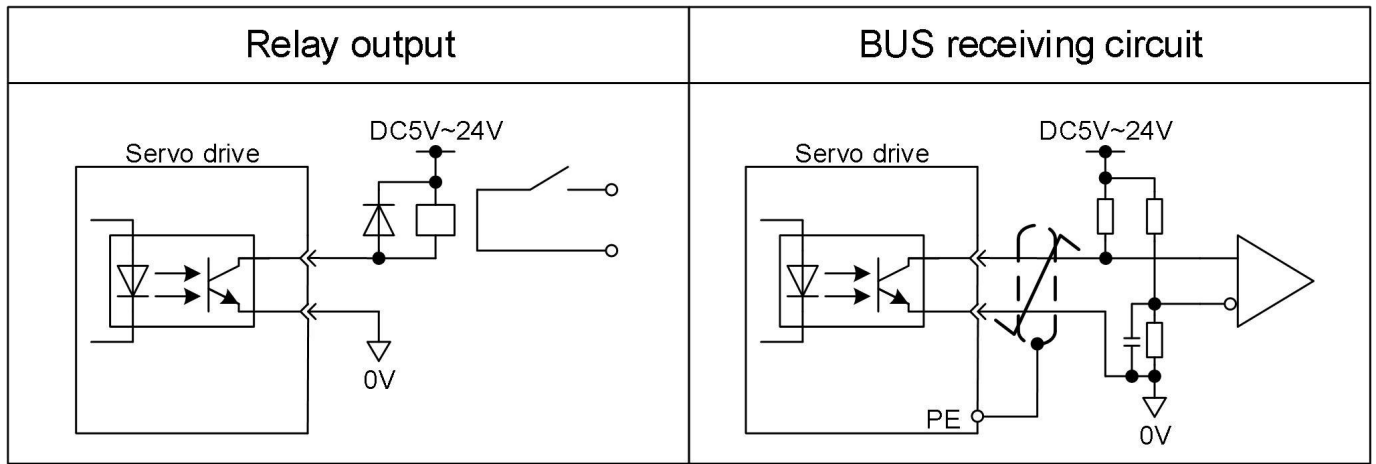 Relay output
BUS receiving circuit
DC5V~24V
Servo drive
0V
DC5V~24V
Servo drive
PE
0V